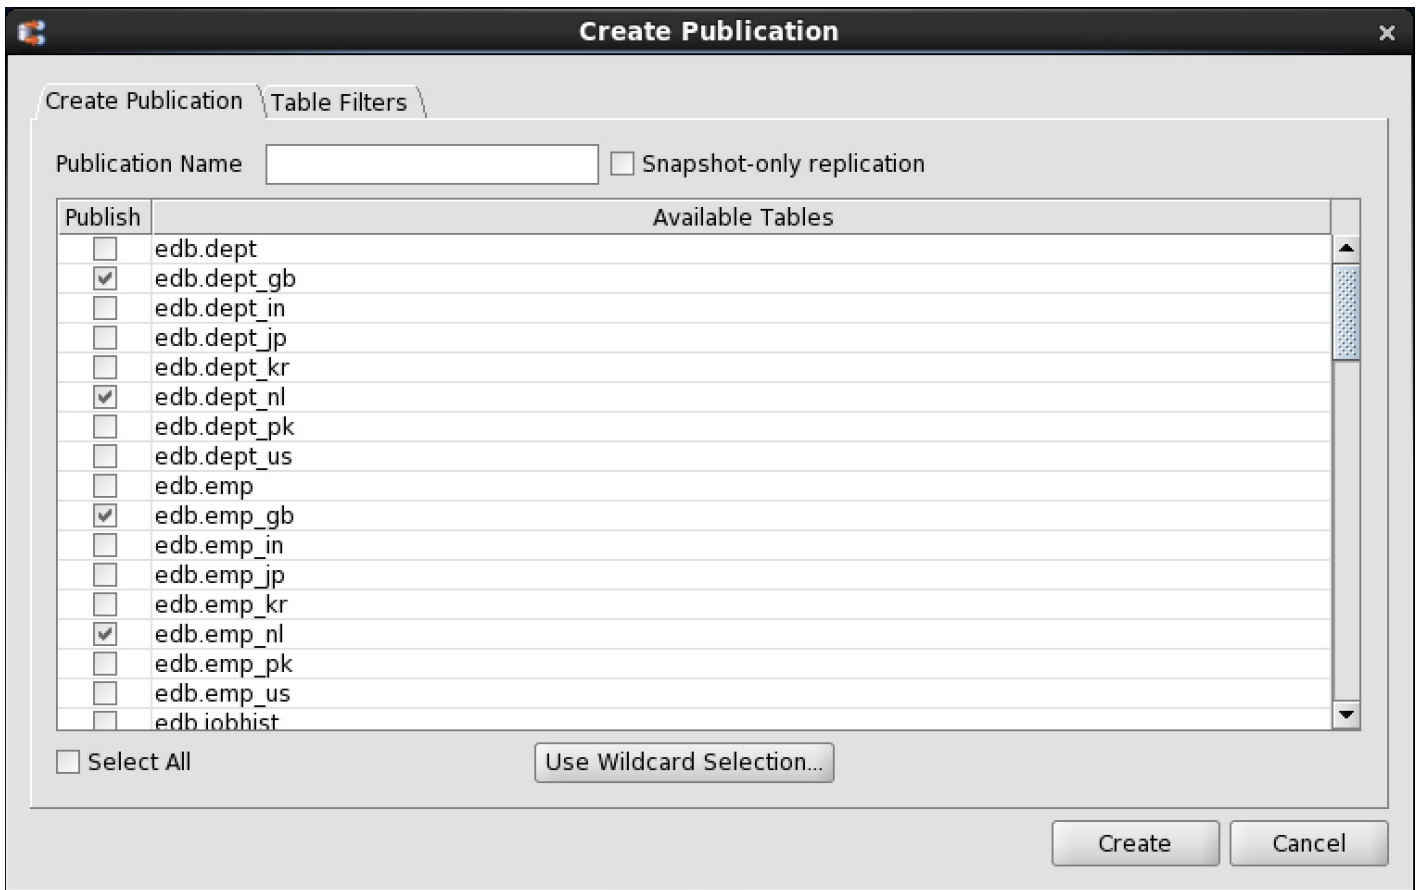 Create Publication
Create Publication Table Filters
Publication Name Snapshot-only replication
Publish Available Tables
edb.dept
edb.dept_gb
edb.dept_in
edb.dept_jp
edb.dept_kr
edb.dept_nl
edb.dept_pk
edb.dept_us
edb.emp
edb.emp_gb
edb.emp_in
edb.emp_jp
edb.emp_kr
edb.emp_nl
edb.emp_pk
edb.emp_us
edb.jobhist
Select All Use Wildcard Selection...
Create Cancel